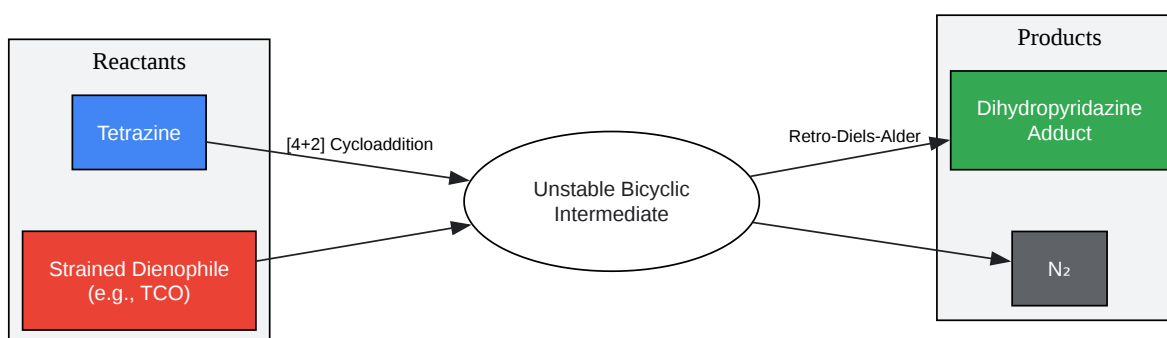 Reactants
Tetrazine
Strained Dienophile
(e.g., TCO)
[4+2] Cycloaddition
Unstable Bicyclic
Intermediate
Retro-Diels-Alder
Products
Dihydropyridazine
Adduct
N₂